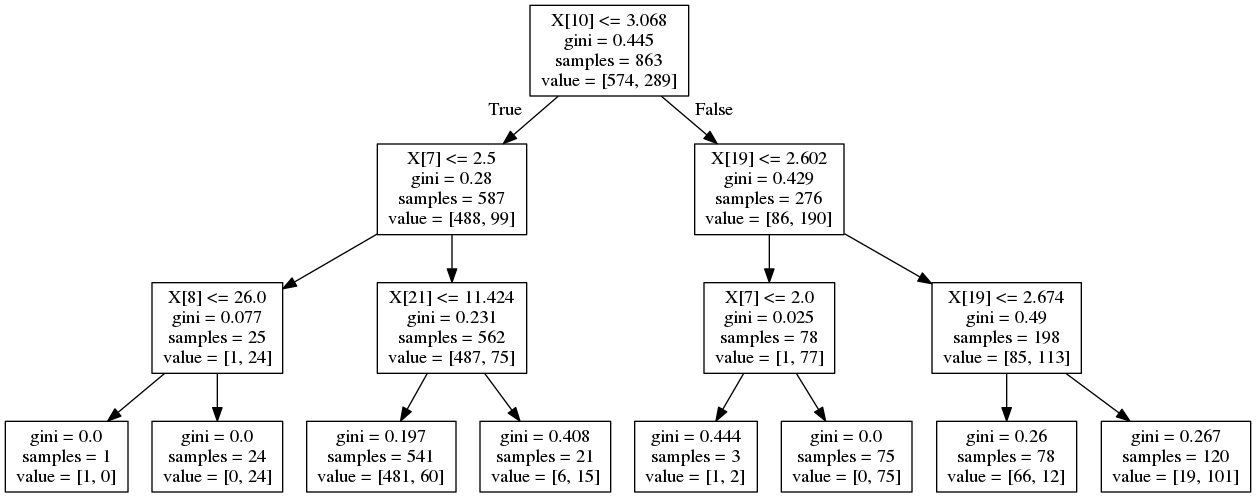 X[10] <= 3.068
gini = 0.445
samples = 863
value = [574, 289]
True
False
X[7] <= 2.5
gini = 0.28
samples = 587
value = [488, 99]
X[19] <= 2.602
gini = 0.429
samples = 276
value = [86, 190]
X[8] <= 26.0
gini = 0.077
samples = 25
value = [1, 24]
X[21] <= 11.424
gini = 0.231
samples = 562
value = [487, 75]
X[7] <= 2.0
gini = 0.025
samples = 78
value = [1, 77]
X[19] <= 2.674
gini = 0.49
samples = 198
value = [85, 113]
gini = 0.0
samples = 1
value = [1, 0]
gini = 0.0
samples = 24
value = [0, 24]
gini = 0.197
samples = 541
value = [481, 60]
gini = 0.408
samples = 21
value = [6, 15]
gini = 0.444
samples = 3
value = [1, 2]
gini = 0.0
samples = 75
value = [0, 75]
gini = 0.26
samples = 78
value = [66, 12]
gini = 0.267
samples = 120
value = [19, 101]